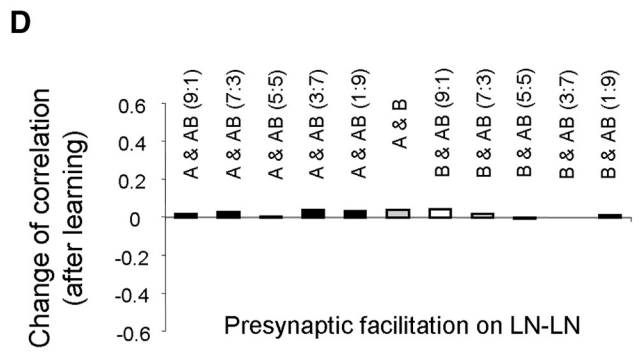 D
A & AB (9:1)
A & AB (7:3)
A & AB (5:5)
A & AB (3:7)
A & AB (1:9)
A & B
B & AB (9:1)
B & AB (7:3)
B & AB (5:5)
B & AB (3:7)
B & AB (1:9)
Change of correlation
(after learning)
0.6
0.4
0.2
0
-0.2
-0.4
-0.6
Presynaptic facilitation on LN-LN